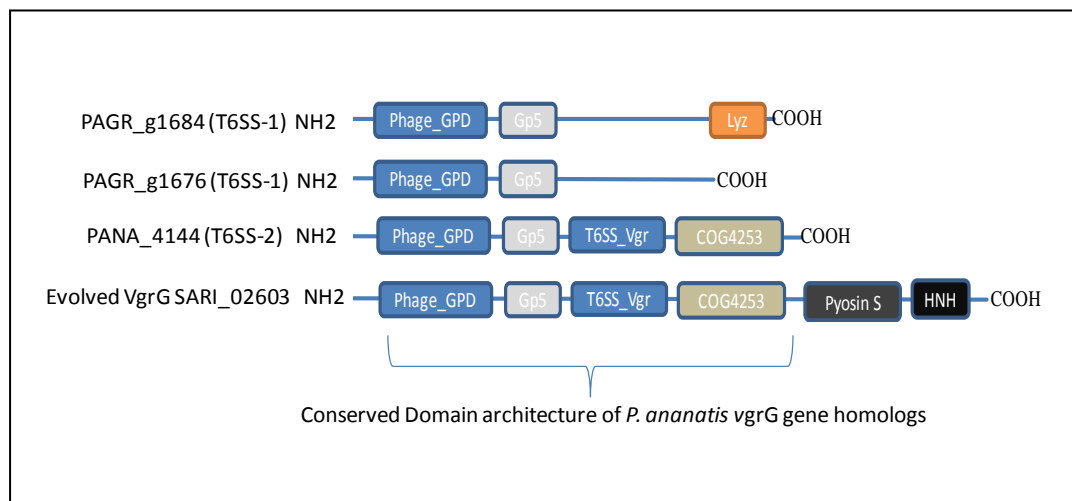 PAGR_g1684 (T6SS-1) NH2 Phage_GPD Gp5 Lyz COOH
PAGR_g1676 (T6SS-1) NH2 Phage_GPD Gp5 COOH
PANA_4144 (T6SS-2) NH2 Phage_GPD Gp5 T6SS_Vgr COG4253 COOH
Evolved VgrG SARI_02603 NH2 Phage_GPD Gp5 T6SS_Vgr COG4253 Pyosin S HNH COOH
Conserved Domain architecture of P. ananatis vgrG gene homologs